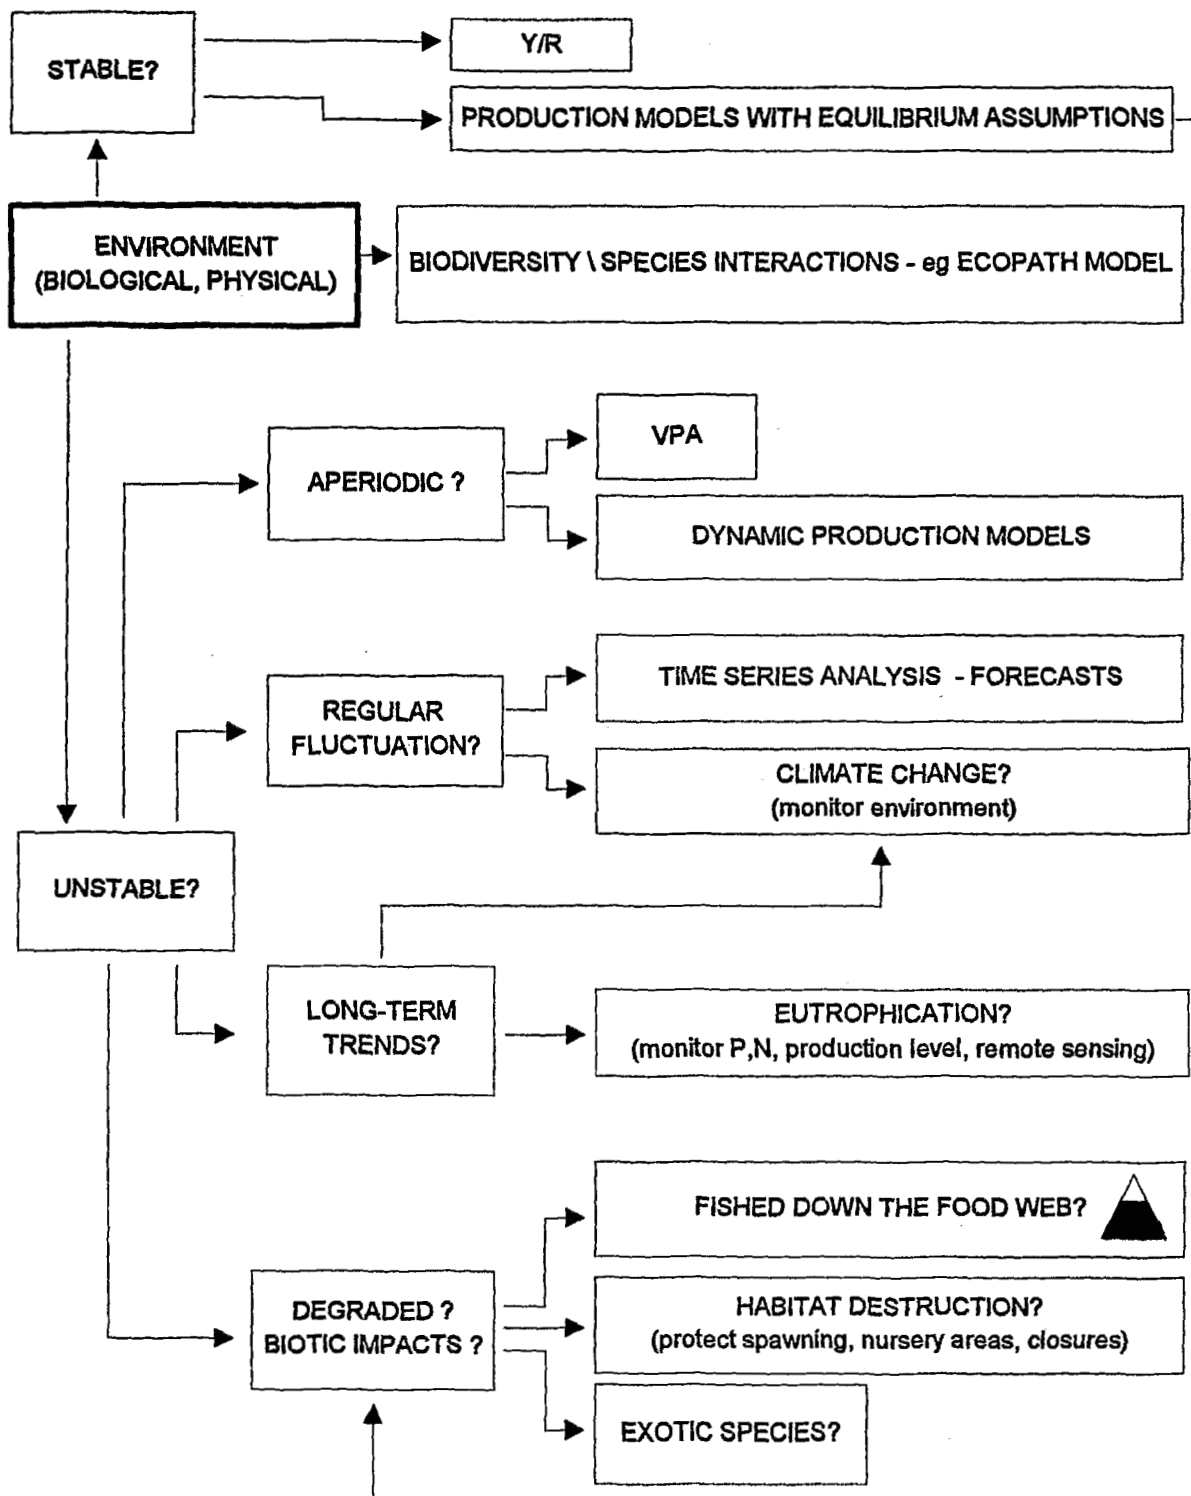 STABLE?
Y/R
PRODUCTION MODELS WITH EQUILIBRIUM ASSUMPTIONS
ENVIRONMENT
(BIOLOGICAL, PHYSICAL)
BIODIVERSITY \ SPECIES INTERACTIONS - eg ECOPATH MODEL
APERIODIC ?
VPA
DYNAMIC PRODUCTION MODELS
REGULAR
FLUCTUATION?
TIME SERIES ANALYSIS - FORECASTS
CLIMATE CHANGE?
(monitor environment)
UNSTABLE?
LONG-TERM
TRENDS?
EUTROPHICATION?
(monitor P,N, production level, remote sensing)
FISHED DOWN THE FOOD WEB?
DEGRADED ?
BIOTIC IMPACTS ?
HABITAT DESTRUCTION?
(protect spawning, nursery areas, closures)
EXOTIC SPECIES?